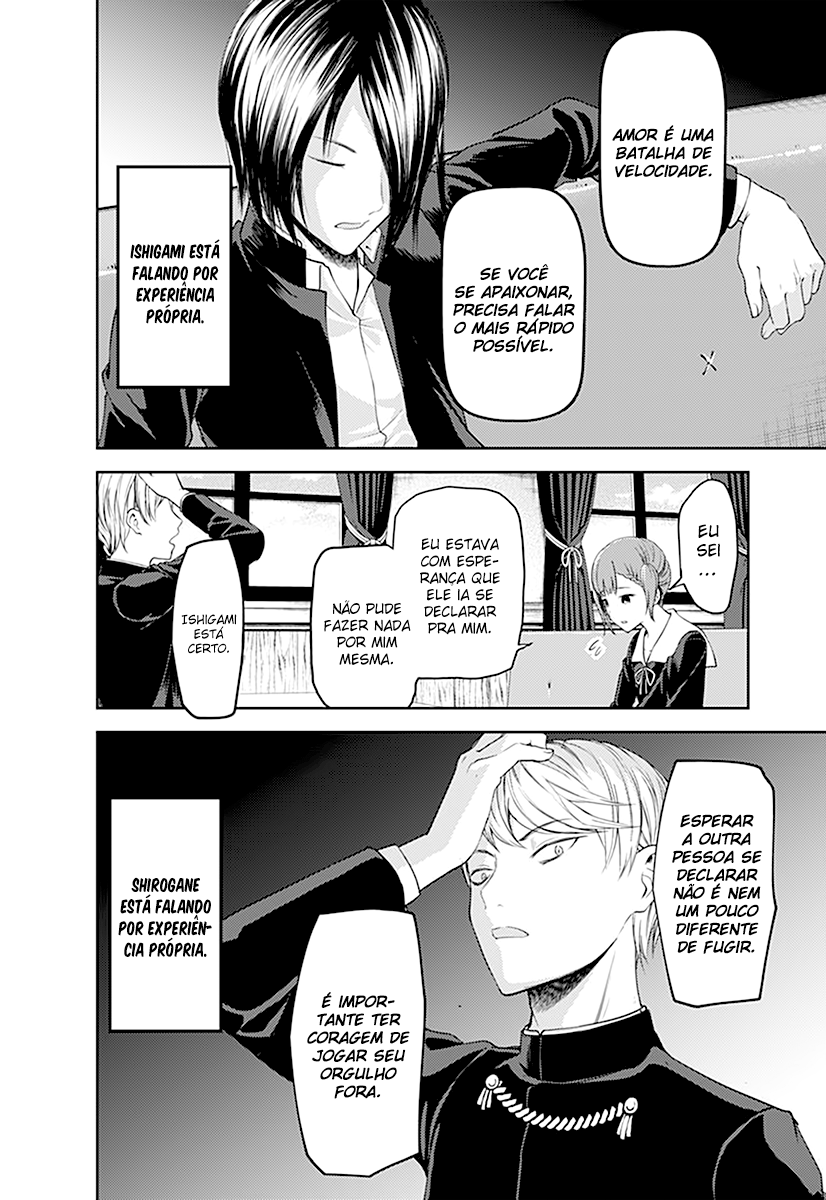 AMOR É UMA
BATALHA DE
VELOCIDADE.
SE VOCÊ
SE APAIXONAR,
PRECISA FALAR
O MAIS RÁPIDO
POSSÍVEL.
ISHIGAMI ESTÁ
FALANDO POR
EXPERIÊNCIA
PRÓPRIA.
EU
SEI
...
EU ESTAVA
COM ESPE-
RANÇA QUE
ELE IA SE
DECLARAR
PRA MIM.
NÃO PUDE
FAZER NADA
POR MIM
MESMA.
ISHIGAMI
ESTÁ
CERTO.
ESPERAR
A OUTRA
PESSOA SE
DECLARAR
NÃO É NEM
UM POUCO
DIFERENTE
DE FUGIR.
SHIROGANE
ESTÁ FALANDO
POR EXPERIÊN-
CIA PRÓPRIA.
É IMPOR-
TANTE TER
CORAGEM DE
JOGAR SEU
ORGULHO
FORA.